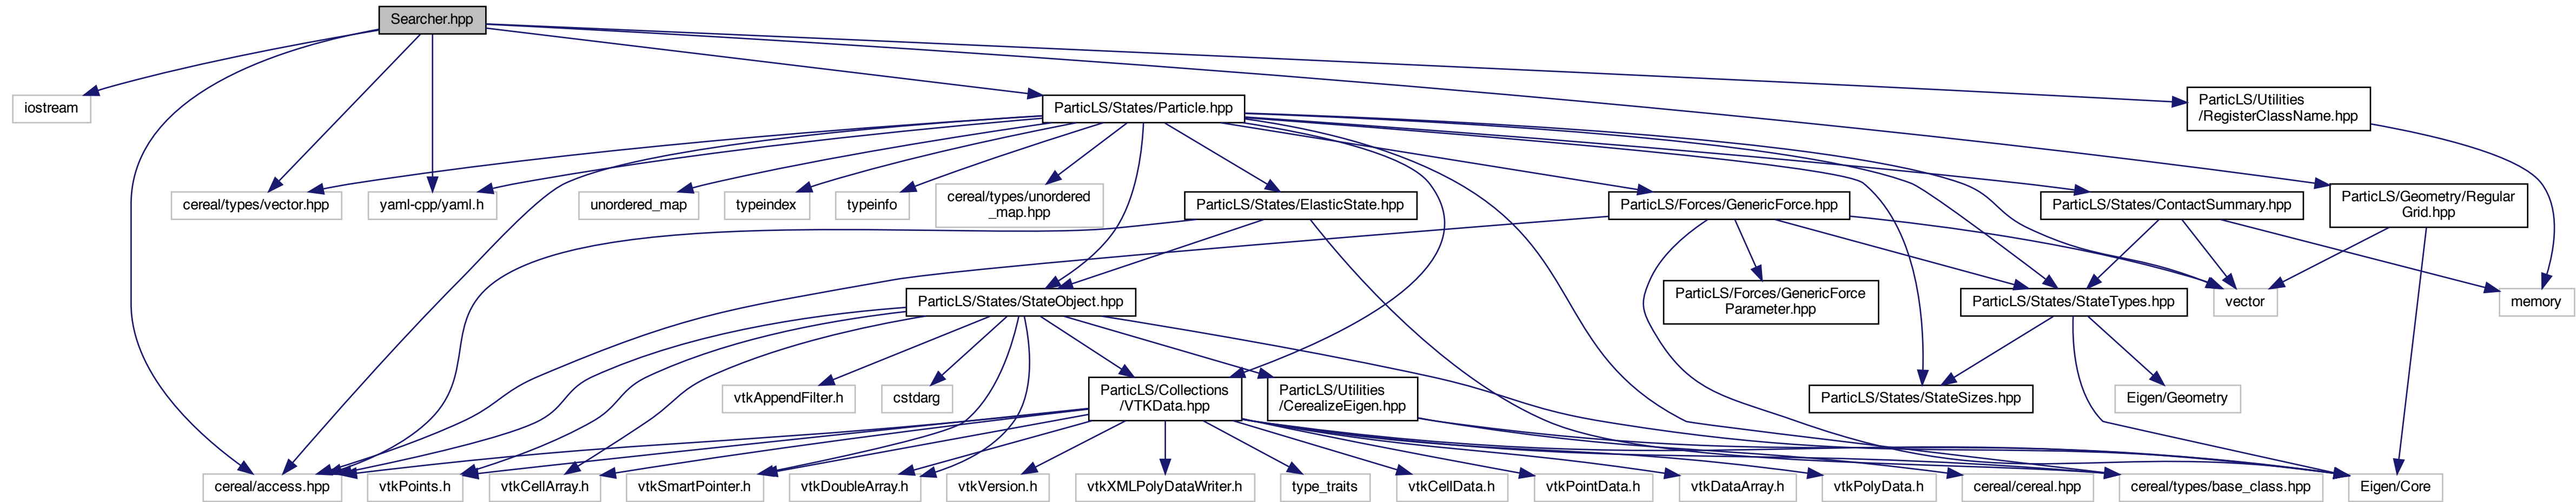 Searcher.hpp
iostream
ParticLS/States/Particle.hpp
ParticLS/Utilities
/RegisterClassName.hpp
cereal/types/vector.hpp
yaml-cpp/yaml.h
unordered_map
typeindex
typeinfo
cereal/types/unordered
_map.hpp
ParticLS/States/ElasticState.hpp
ParticLS/Forces/GenericForce.hpp
ParticLS/States/ContactSummary.hpp
ParticLS/Geometry/Regular
Grid.hpp
ParticLS/States/StateObject.hpp
ParticLS/Forces/GenericForce
Parameter.hpp
ParticLS/States/StateTypes.hpp
vector
memory
vtkAppendFilter.h
cstdarg
ParticLS/Collections
/VTKData.hpp
ParticLS/Utilities
/CerealizeEigen.hpp
ParticLS/States/StateSizes.hpp
Eigen/Geometry
cereal/access.hpp
vtkPoints.h
vtkCellArray.h
vtkSmartPointer.h
vtkDoubleArray.h
vtkVersion.h
vtkXMLPolyDataWriter.h
type_traits
vtkCellData.h
vtkPointData.h
vtkDataArray.h
vtkPolyData.h
cereal/cereal.hpp
cereal/types/base_class.hpp
Eigen/Core